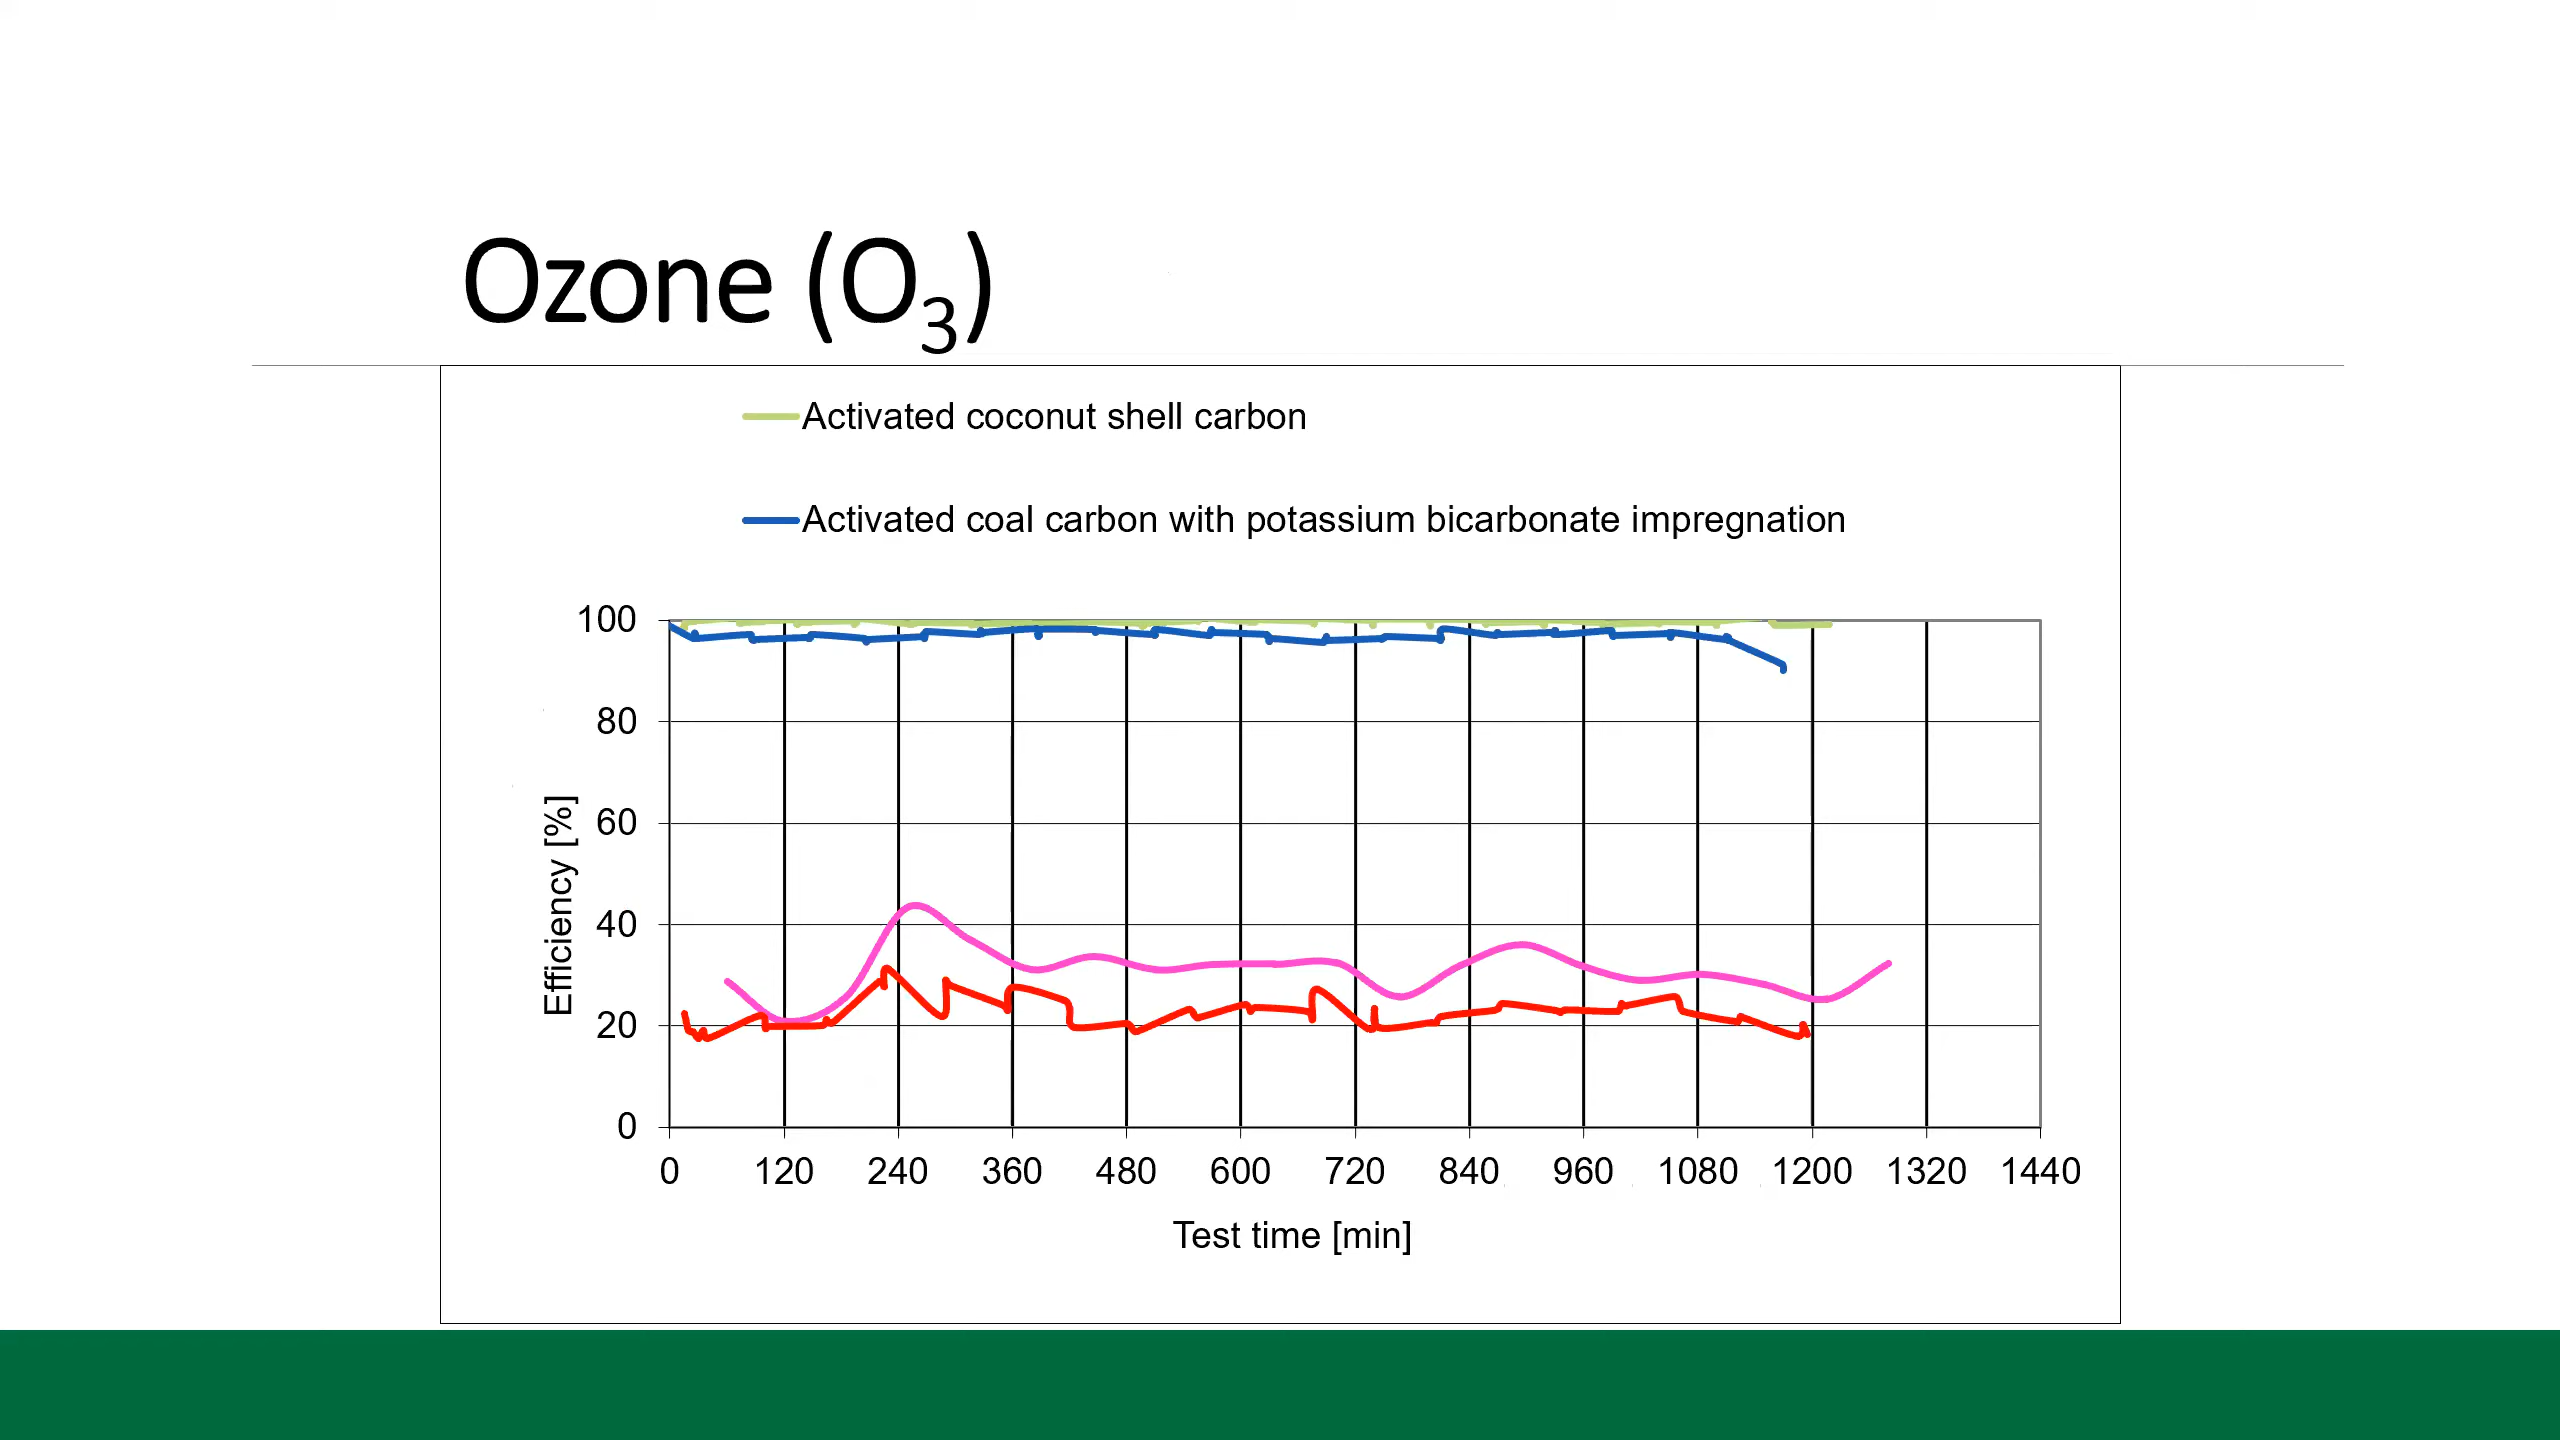 Ozone (O₃)
Activated coconut shell carbon
Activated coal carbon with potassium bicarbonate impregnation
100
80
60
40
20
0
Efficiency [%]
0 120 240 360 480 600 720 840 960 1080 1200 1320 1440
Test time [min]